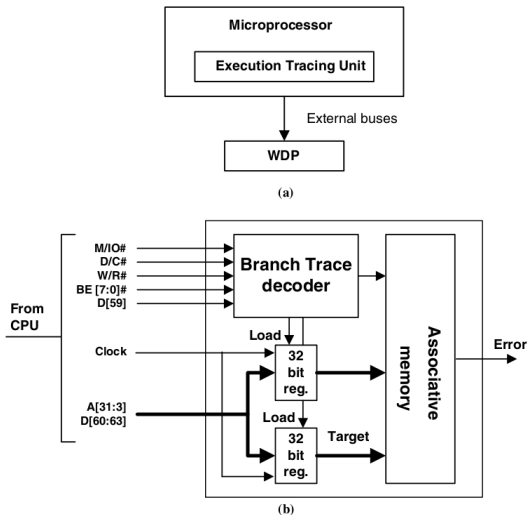 Microprocessor
Execution Tracing Unit
External buses
WDP
(a)
M/IO#
D/C#
W/R#
BE [7:0]#
D[59]
From
CPU
Clock
A[31:3]
D[60:63]
Branch Trace
decoder
Load
32
bit
reg.
Load
32
bit
reg.
Target
Associative
memory
Error
(b)